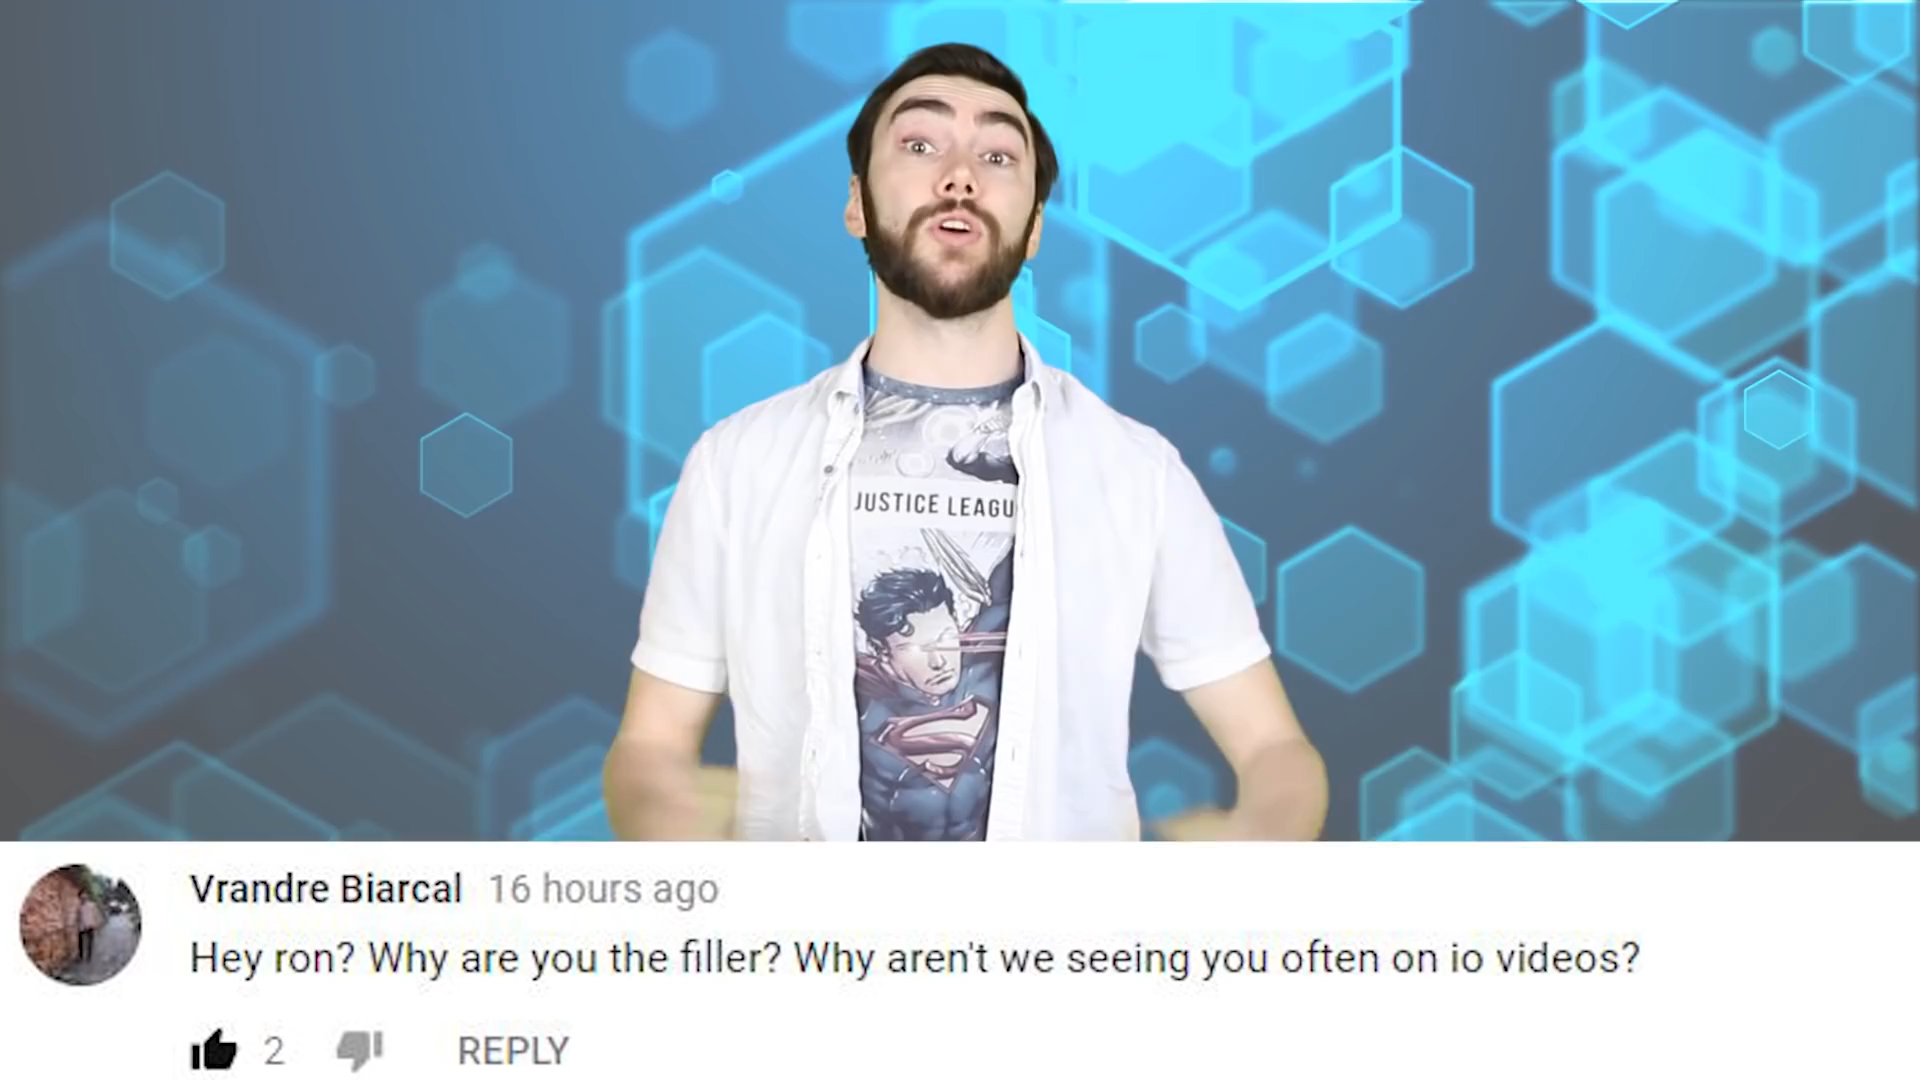 JUSTICE LEAGU
Vrandre Biarcal 16 hours ago
Hey ron? Why are you the filler? Why aren't we seeing you often on io videos?
2 REPLY